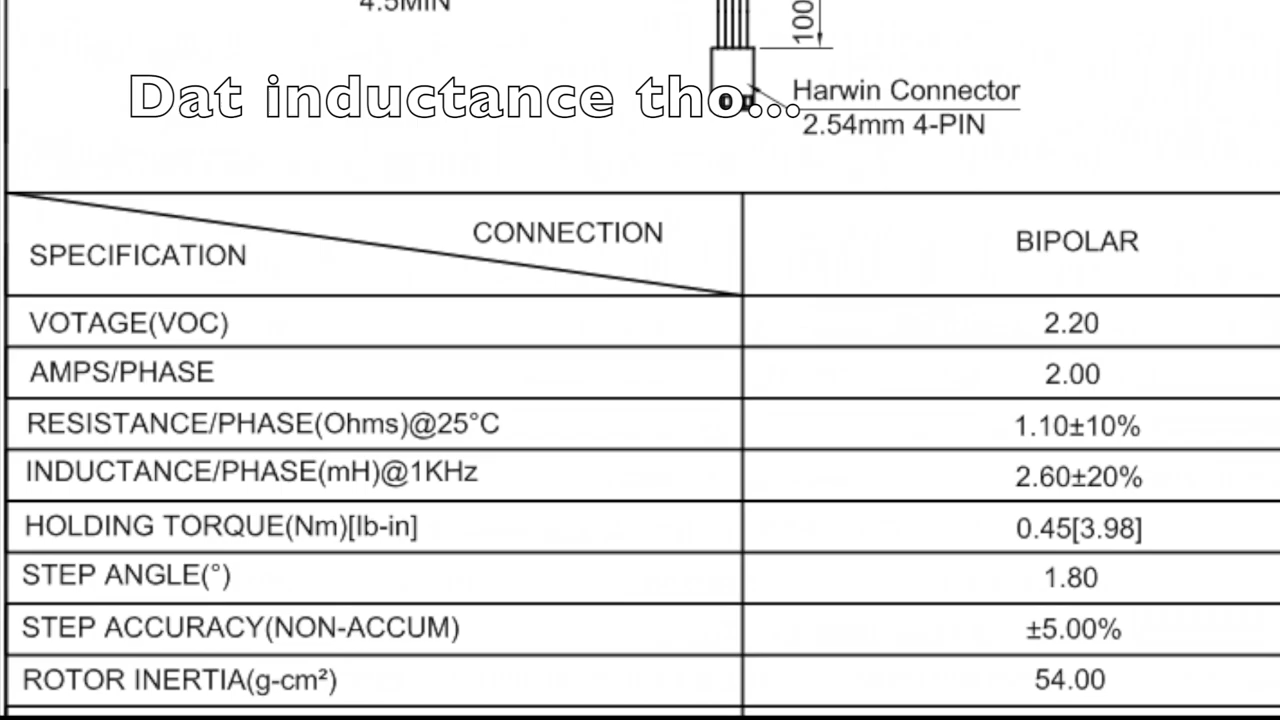 4.5MIN
100
Dat inductance tho...
Harwin Connector
2.54mm 4-PIN
CONNECTION
SPECIFICATION
BIPOLAR
VOTAGE(VOC) 2.20
AMPS/PHASE 2.00
RESISTANCE/PHASE(Ohms)@25°C 1.10±10%
INDUCTANCE/PHASE(mH)@1KHz 2.60±20%
HOLDING TORQUE(Nm)[lb-in] 0.45[3.98]
STEP ANGLE(°) 1.80
STEP ACCURACY(NON-ACCUM) ±5.00%
ROTOR INERTIA(g-cm²) 54.00